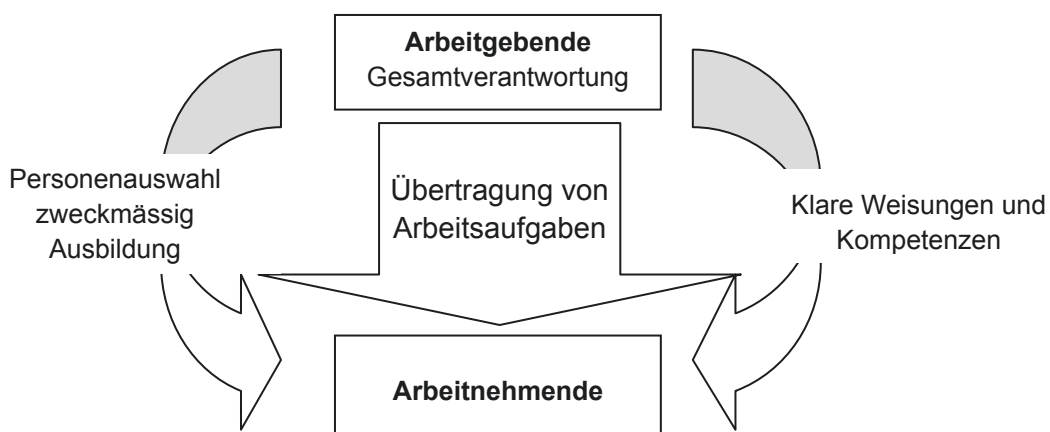 Arbeitgebende
Gesamtverantwortung
Personenauswahl
zweckmässig
Ausbildung
Übertragung von
Arbeitsaufgaben
Klare Weisungen und
Kompetenzen
Arbeitnehmende